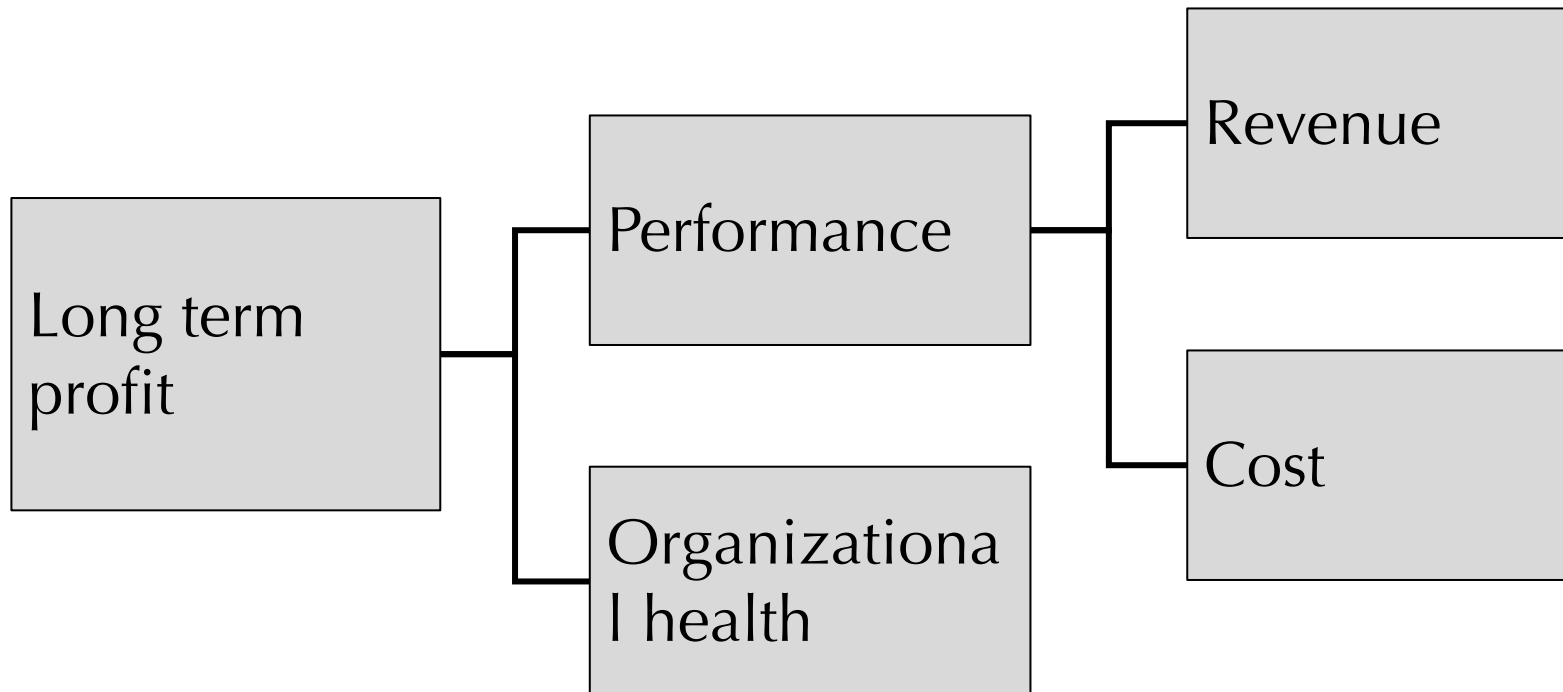 Long term
profit
Performance
Organizationa
l health
Revenue
Cost